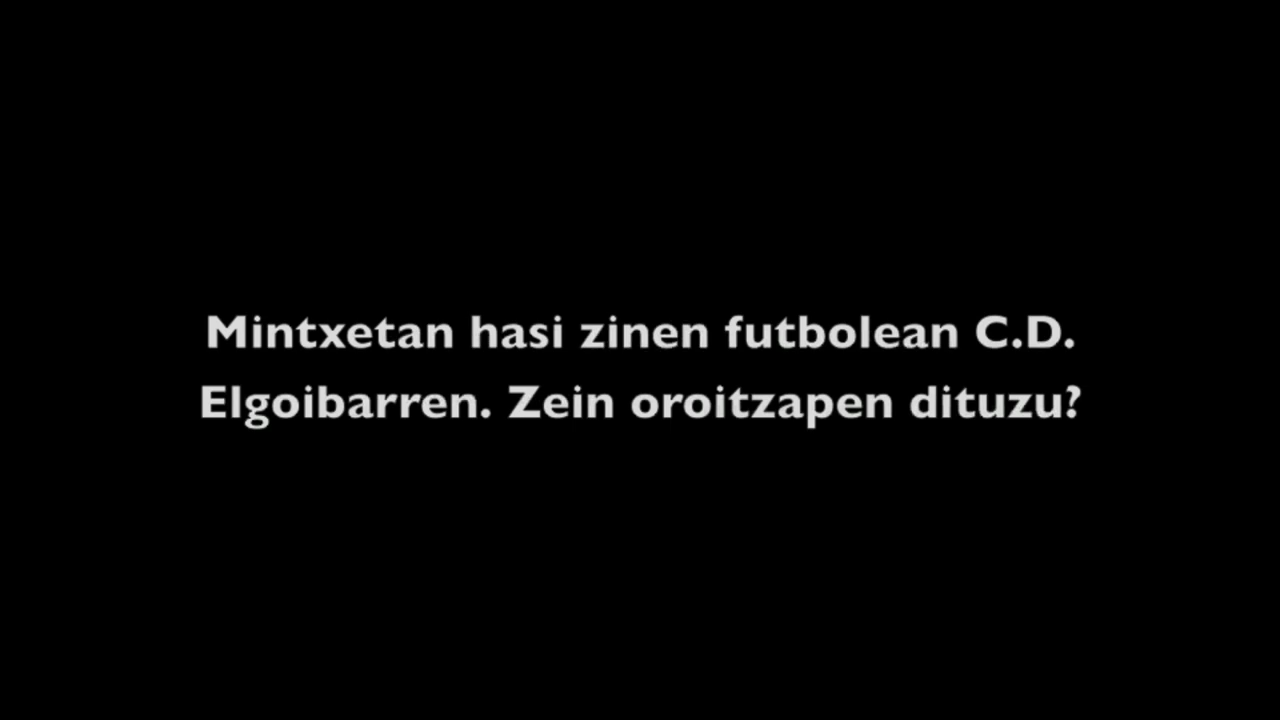 Mintxetan hasi zinen futbolean C.D.
Elgoibarren. Zein oroitzapen dituzu?